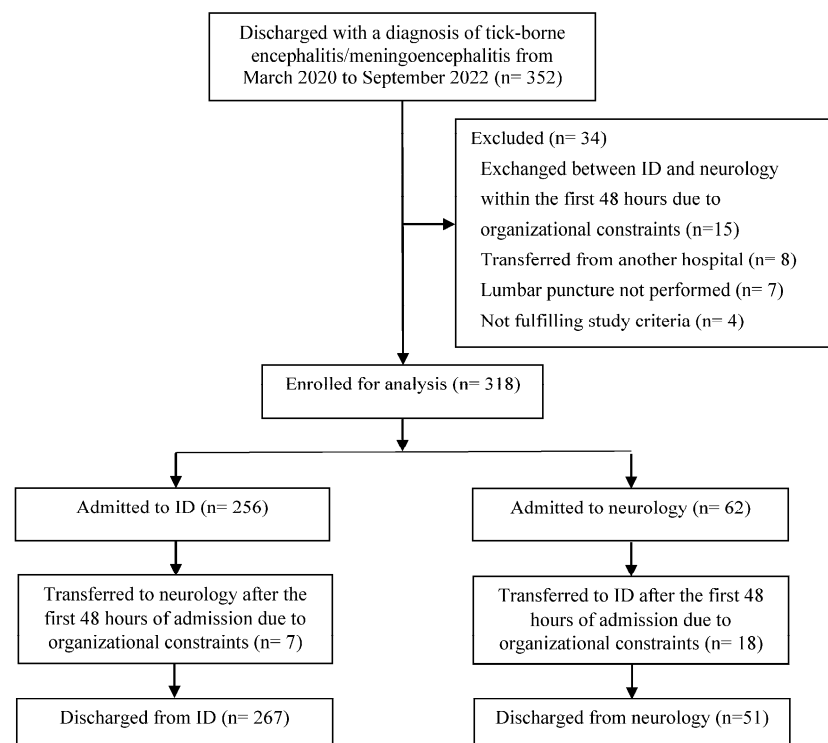 Discharged with a diagnosis of tick-borne
encephalitis/meningoencephalitis from
March 2020 to September 2022 (n= 352)
Excluded (n= 34)
Exchanged between ID and neurology
within the first 48 hours due to
organizational constraints (n=15)
Transferred from another hospital (n= 8)
Lumbar puncture not performed (n= 7)
Not fulfilling study criteria (n= 4)
Enrolled for analysis (n= 318)
Admitted to ID (n= 256)
Admitted to neurology (n= 62)
Transferred to neurology after the
first 48 hours of admission due to
organizational constraints (n= 7)
Transferred to ID after the first 48
hours of admission due to
organizational constraints (n= 18)
Discharged from ID (n= 267)
Discharged from neurology (n=51)